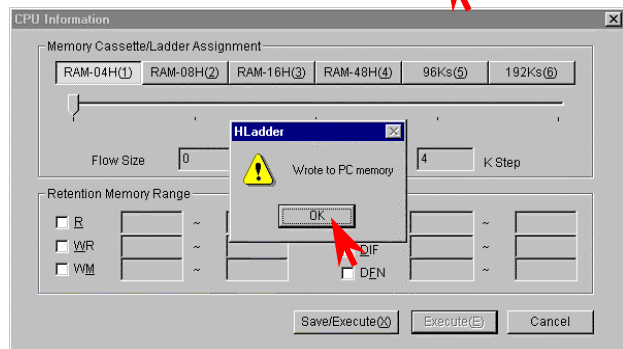 CPU Information
Memory Cassette/Ladder Assignment
RAM-04H(1) RAM-08H(2) RAM-16H(3) RAM-48H(4) 96Ks(5) 192Ks(6)
HLadder
Flow Size 0 Wrote to PC memory 4 K Step
Retention Memory Range
OK
R ~ ~
WR ~ DIF ~
WM ~ DFN ~
Save/Execute(X) Execute(E) Cancel